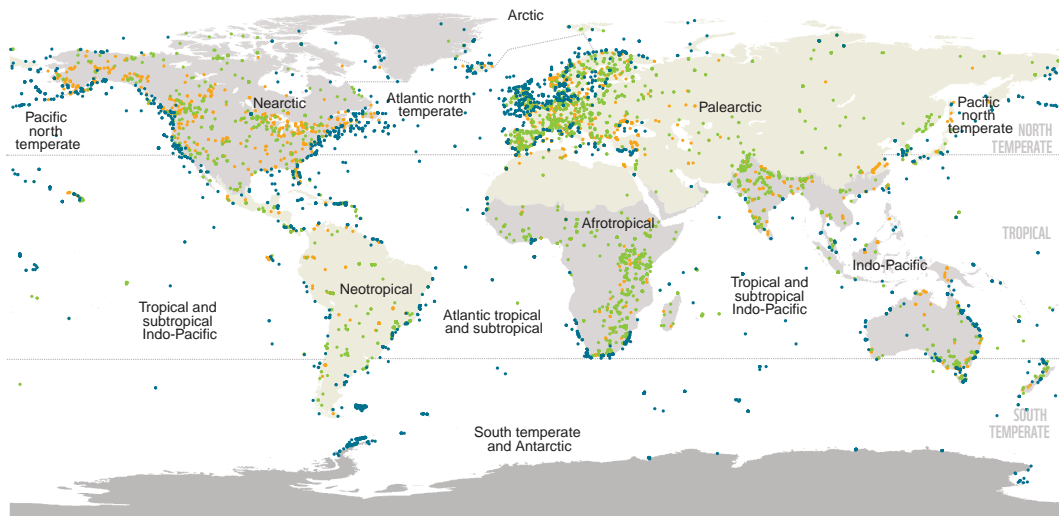 Arctic
Nearctic
Atlantic north
temperate
Palearctic
Pacific
north
temperate
Pacific
north
temperate
NORTH
TEMPERATE
Afrotropical
TROPICAL
Indo-Pacific
Neotropical
Tropical and
subtropical
Indo-Pacific
Atlantic tropical
and subtropical
Tropical and
subtropical
Indo-Pacific
SOUTH
TEMPERATE
South temperate
and Antarctic